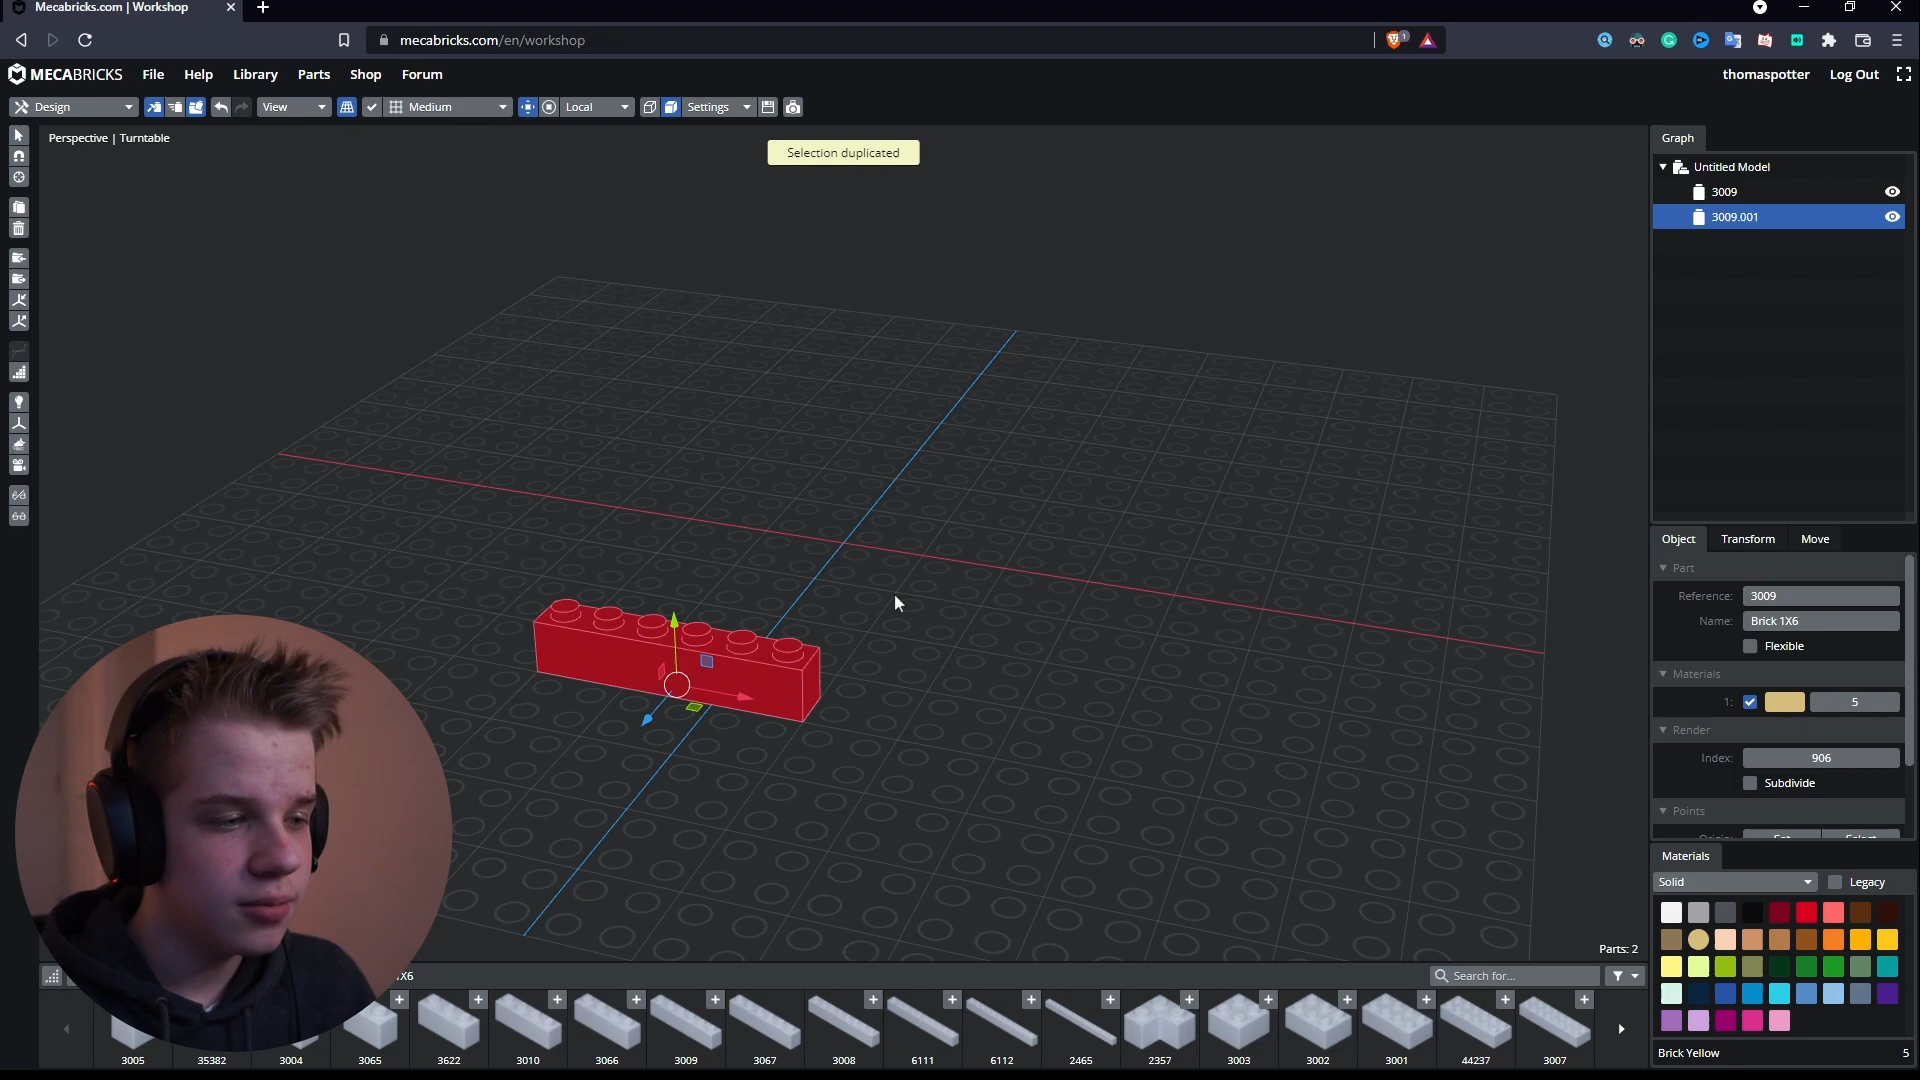 Mecabricks.com | Workshop
mecabricks.com/en/workshop
1
MECABRICKS File Help Library Parts Shop Forum thomaspotter Log Out
Design View Medium Local Settings
Perspective | Turntable
Selection duplicated
Graph
Untitled Model
3009
3009.001
Object Transform Move
Part
Reference: 3009
Name: Brick 1X6
Flexible
Materials
1: 5
Render
Index: 906
Subdivide
Points
Materials
Solid Legacy
Parts: 2
1X6 Search for...
3005 35382 3004 3065 3622 3010 3066 3009 3067 3008 6111 6112 2465 2357 3003 3002 3001 44237 3007
Brick Yellow 5